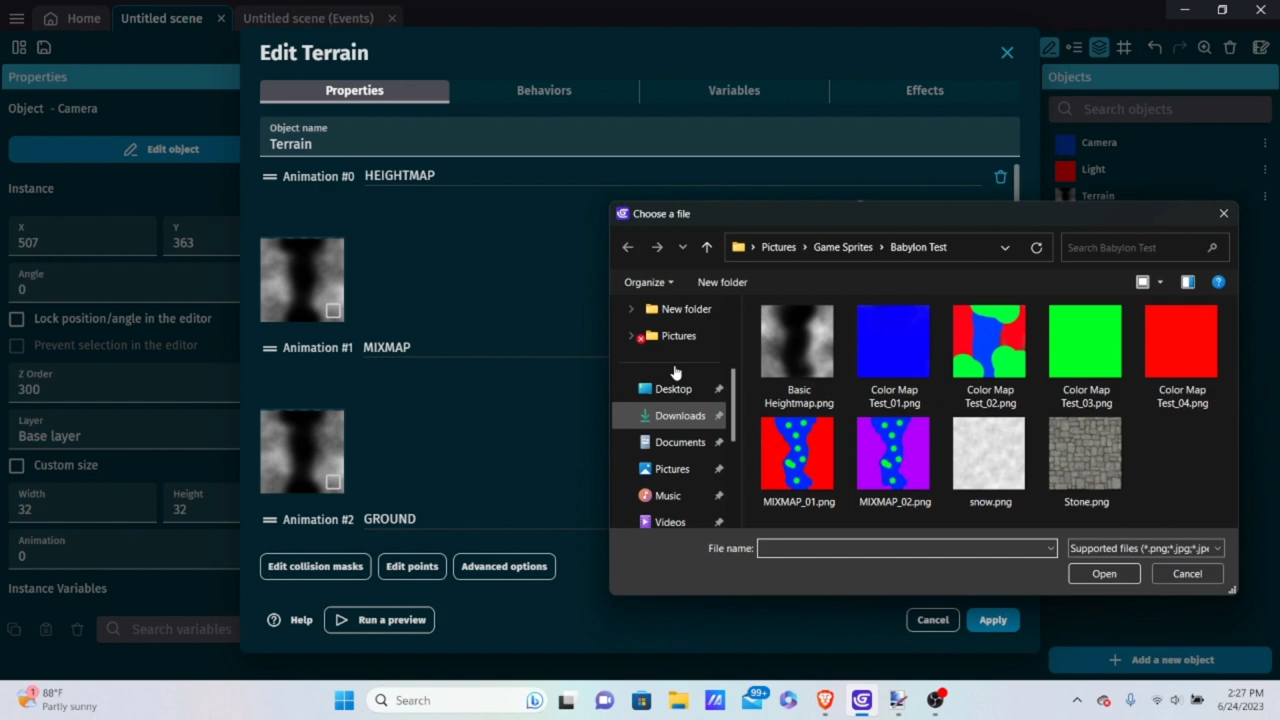 Home
Untitled scene
Untitled scene (Events)
Properties
Object - Camera
Edit object
Instance
X
507
Y
363
Angle
0
Lock position/angle in the editor
Prevent selection in the editor
Z Order
300
Layer
Base layer
Custom size
Width
32
Height
32
Animation
0
Instance Variables
Search variables
Edit Terrain
Properties
Behaviors
Variables
Effects
Object name
Terrain
Animation #0 HEIGHTMAP
Animation #1 MIXMAP
Animation #2 GROUND
Edit collision masks
Edit points
Advanced options
Help
Run a preview
Cancel
Apply
Choose a file
Pictures
Game Sprites
Babylon Test
Search Babylon Test
Organize
New folder
New folder
Pictures
Desktop
Downloads
Documents
Pictures
Music
Videos
Basic
Heightmap.png
Color Map
Test_01.png
Color Map
Test_02.png
Color Map
Test_03.png
Color Map
Test_04.png
MIXMAP_01.png
MIXMAP_02.png
snow.png
Stone.png
File name:
Supported files (*.png;*.jpg;*.jpe
Open
Cancel
Objects
Search objects
Camera
Light
Terrain
Add a new object
1
88°F
Partly sunny
Search
99+
2:27 PM
6/24/2023